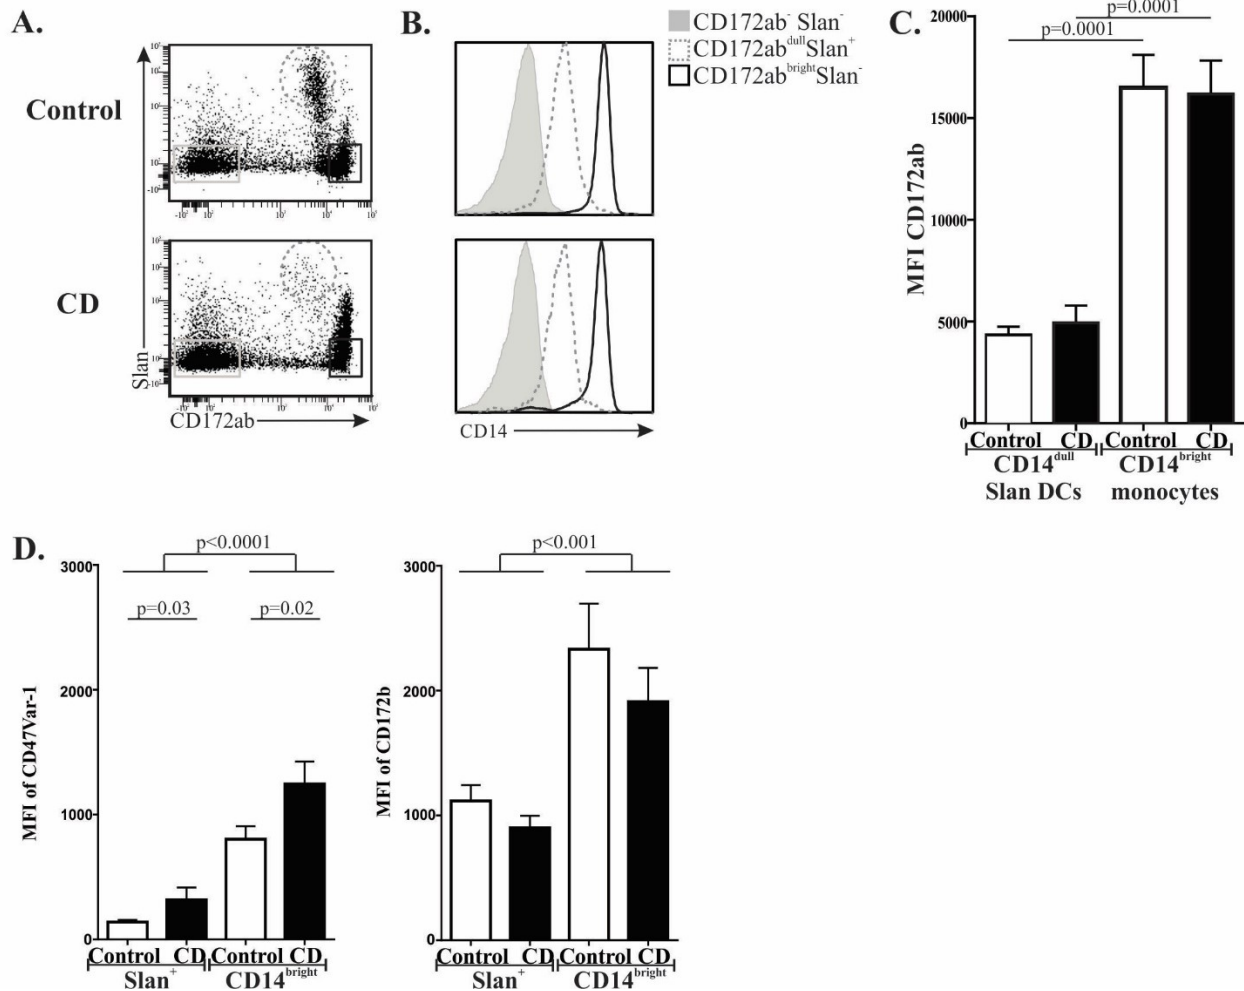 A.
B.
CD172ab⁻ Slan⁻
CD172ab^dull Slan⁺
CD172ab^bright Slan⁻
Control
CD
Slan
CD172ab
CD14
C.
p=0.0001
p=0.0001
MFI CD172ab
20000
15000
10000
5000
0
Control CD Control CD
CD14^dull CD14^bright
Slan DCs monocytes
D.
p<0.0001
p=0.03 p=0.02
MFI of CD47Var-1
3000
2000
1000
0
Control CD Control CD
Slan⁺ CD14^bright
p<0.001
MFI of CD172b
3000
2000
1000
0
Control CD Control CD
Slan⁺ CD14^bright